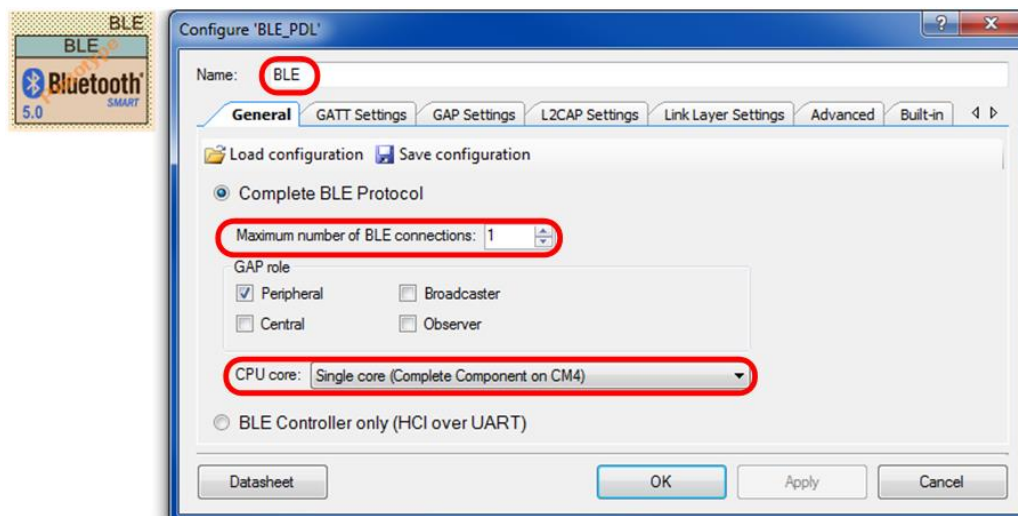 BLE
BLE
Prototype
Bluetooth®
SMART
5.0
Configure 'BLE_PDL'
Name: BLE
General GATT Settings GAP Settings L2CAP Settings Link Layer Settings Advanced Built-in
Load configuration Save configuration
Complete BLE Protocol
Maximum number of BLE connections: 1
GAP role
Peripheral Broadcaster
Central Observer
CPU core: Single core (Complete Component on CM4)
BLE Controller only (HCI over UART)
Datasheet OK Apply Cancel